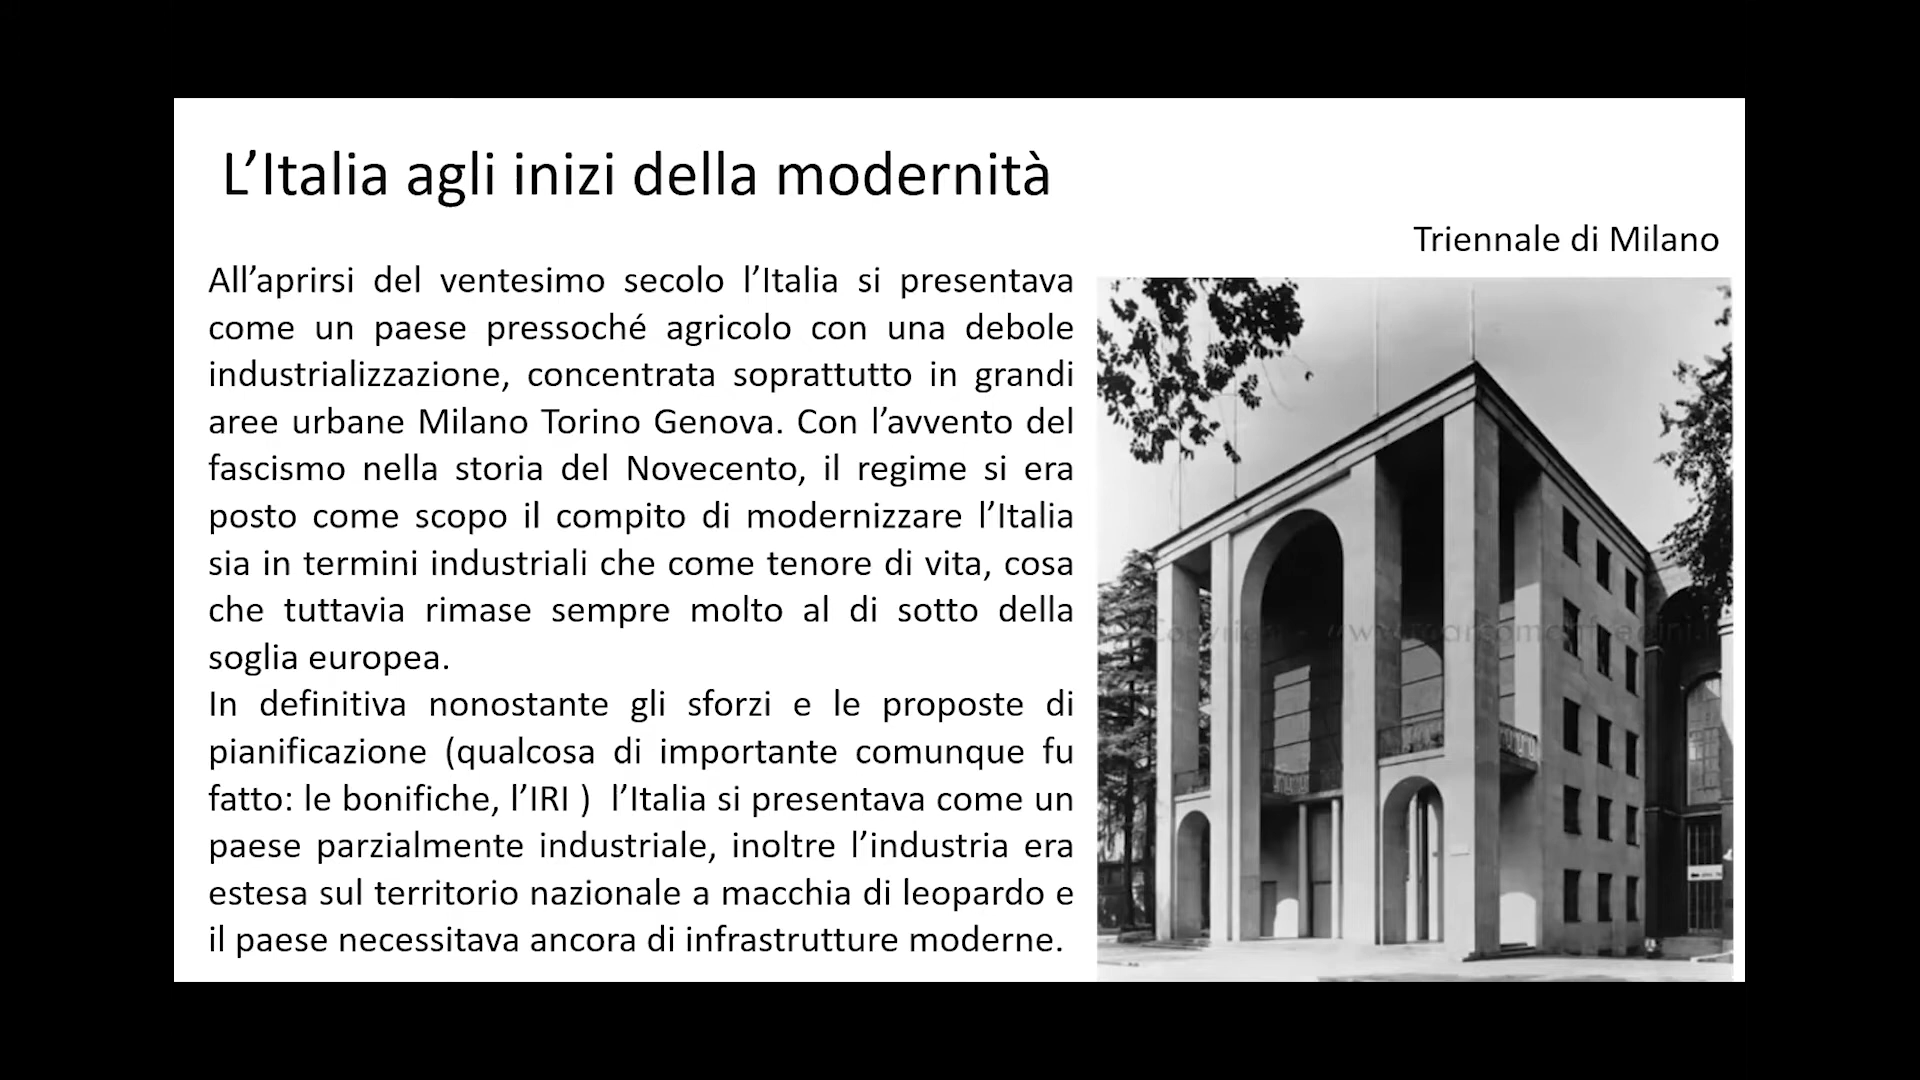 L’Italia agli inizi della modernità
Triennale di Milano
All’aprirsi del ventesimo secolo l’Italia si presentava
come un paese pressoché agricolo con una debole
industrializzazione, concentrata soprattutto in grandi
aree urbane Milano Torino Genova. Con l’avvento del
fascismo nella storia del Novecento, il regime si era
posto come scopo il compito di modernizzare l’Italia
sia in termini industriali che come tenore di vita, cosa
che tuttavia rimase sempre molto al di sotto della
soglia europea.
In definitiva nonostante gli sforzi e le proposte di
pianificazione (qualcosa di importante comunque fu
fatto: le bonifiche, l’IRI )  l’Italia si presentava come un
paese parzialmente industriale, inoltre l’industria era
estesa sul territorio nazionale a macchia di leopardo e
il paese necessitava ancora di infrastrutture moderne.
Copyright